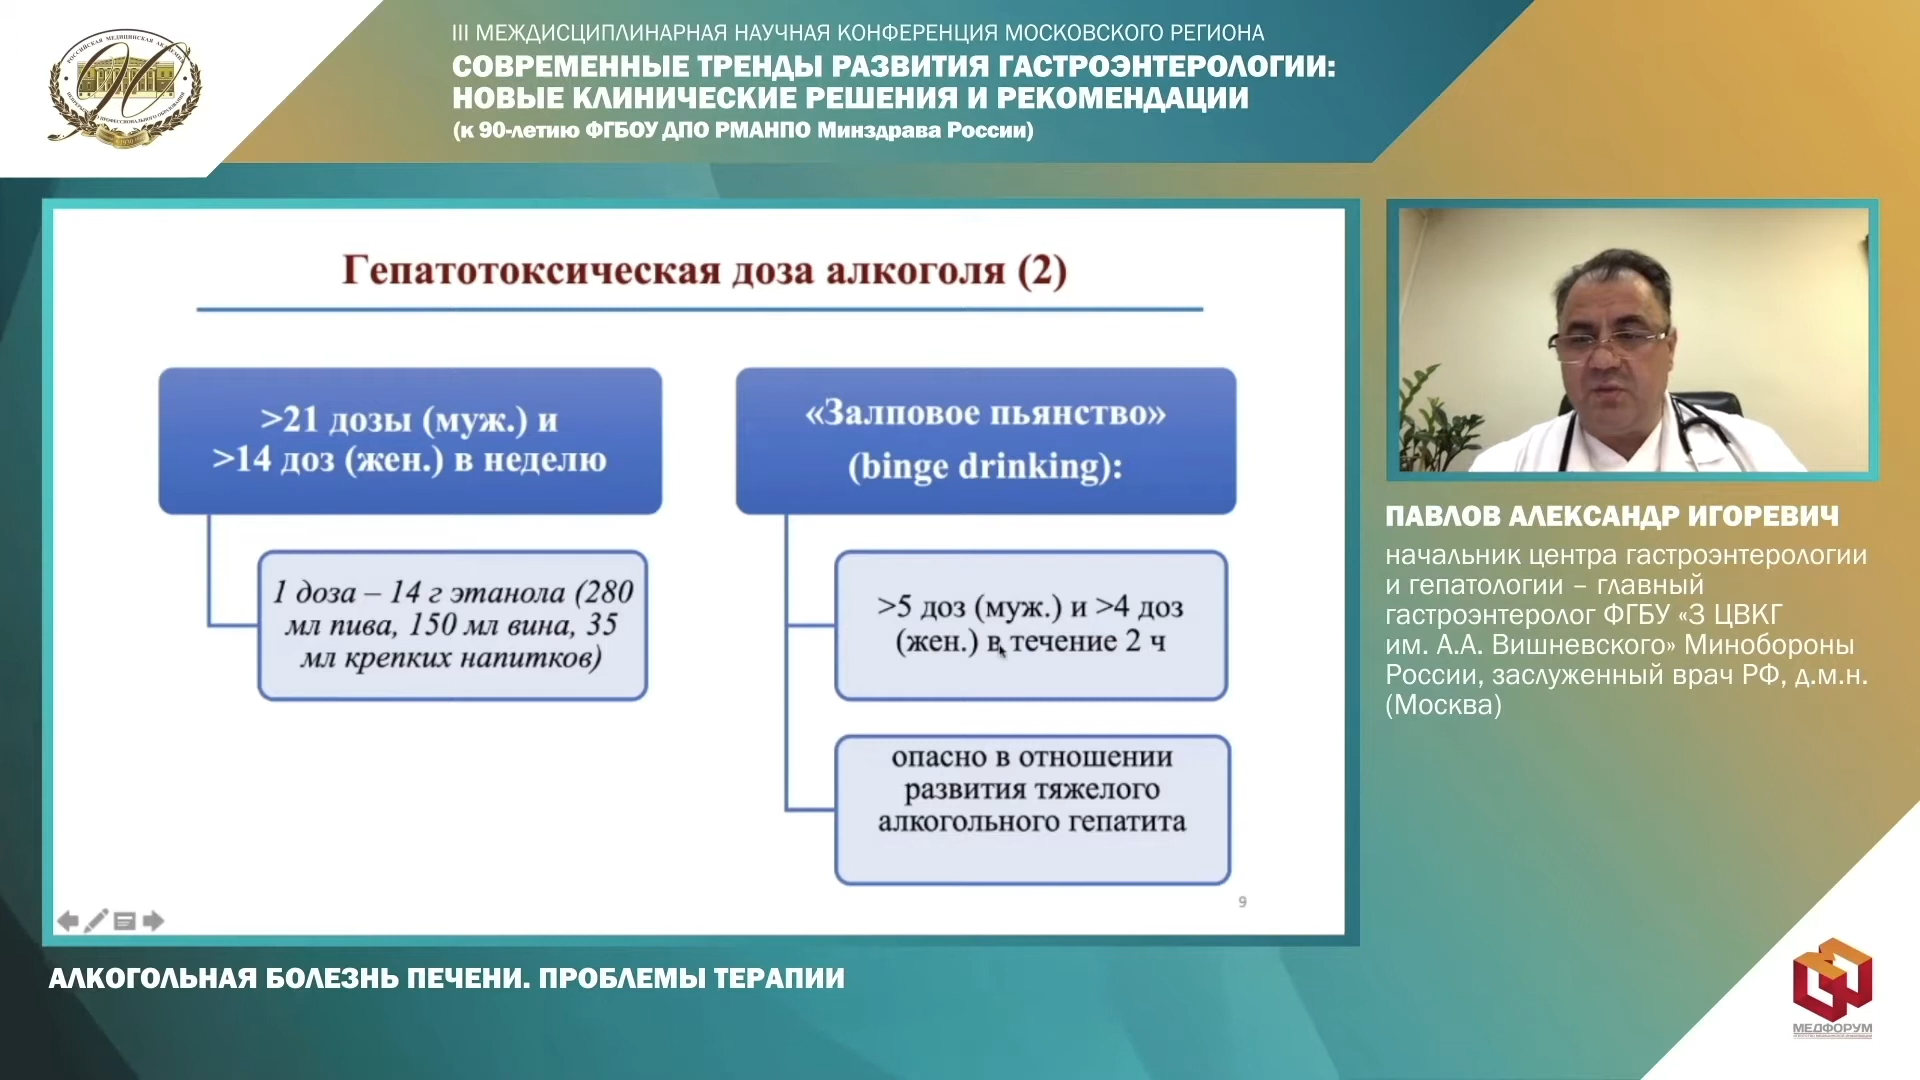 III МЕЖДИСЦИПЛИНАРНАЯ НАУЧНАЯ КОНФЕРЕНЦИЯ МОСКОВСКОГО РЕГИОНА
СОВРЕМЕННЫЕ ТРЕНДЫ РАЗВИТИЯ ГАСТРОЭНТЕРОЛОГИИ:
НОВЫЕ КЛИНИЧЕСКИЕ РЕШЕНИЯ И РЕКОМЕНДАЦИИ
(к 90-летию ФГБОУ ДПО РМАНПО Минздрава России)
Гепатотоксическая доза алкоголя (2)
>21 дозы (муж.) и
>14 доз (жен.) в неделю
1 доза – 14 г этанола (280
мл пива, 150 мл вина, 35
мл крепких напитков)
«Залповое пьянство»
(binge drinking):
>5 доз (муж.) и >4 доз
(жен.) в течение 2 ч
опасно в отношении
развития тяжелого
алкогольного гепатита
9
ПАВЛОВ АЛЕКСАНДР ИГОРЕВИЧ
начальник центра гастроэнтерологии
и гепатологии – главный
гастроэнтеролог ФГБУ «3 ЦВКГ
им. А.А. Вишневского» Минобороны
России, заслуженный врач РФ, д.м.н.
(Москва)
АЛКОГОЛЬНАЯ БОЛЕЗНЬ ПЕЧЕНИ. ПРОБЛЕМЫ ТЕРАПИИ
МЕДФОРУМ